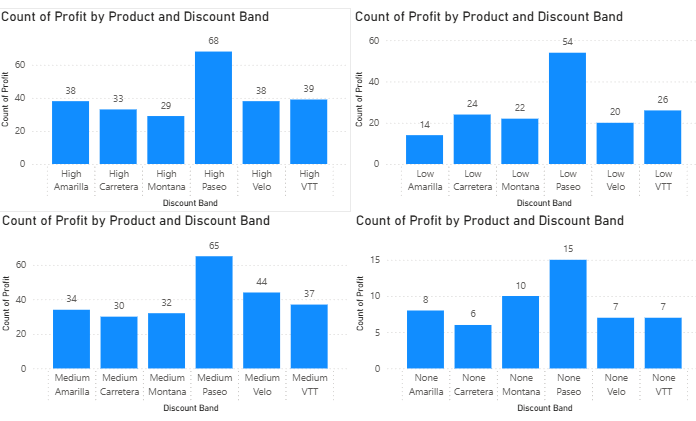 Count of Profit by Product and Discount Band
Count of Profit
60
40
20
0
38
33
29
68
38
39
High High High High High High
Amarilla Carretera Montana Paseo Velo VTT
Discount Band
Count of Profit by Product and Discount Band
Count of Profit
60
40
20
0
14
24
22
54
20
26
Low Low Low Low Low Low
Amarilla Carretera Montana Paseo Velo VTT
Discount Band
Count of Profit by Product and Discount Band
Count of Profit
60
40
20
0
34
30
32
65
44
37
Medium Medium Medium Medium Medium Medium
Amarilla Carretera Montana Paseo Velo VTT
Discount Band
Count of Profit by Product and Discount Band
Count of Profit
15
10
5
0
8
6
10
15
7
7
None None None None None None
Amarilla Carretera Montana Paseo Velo VTT
Discount Band